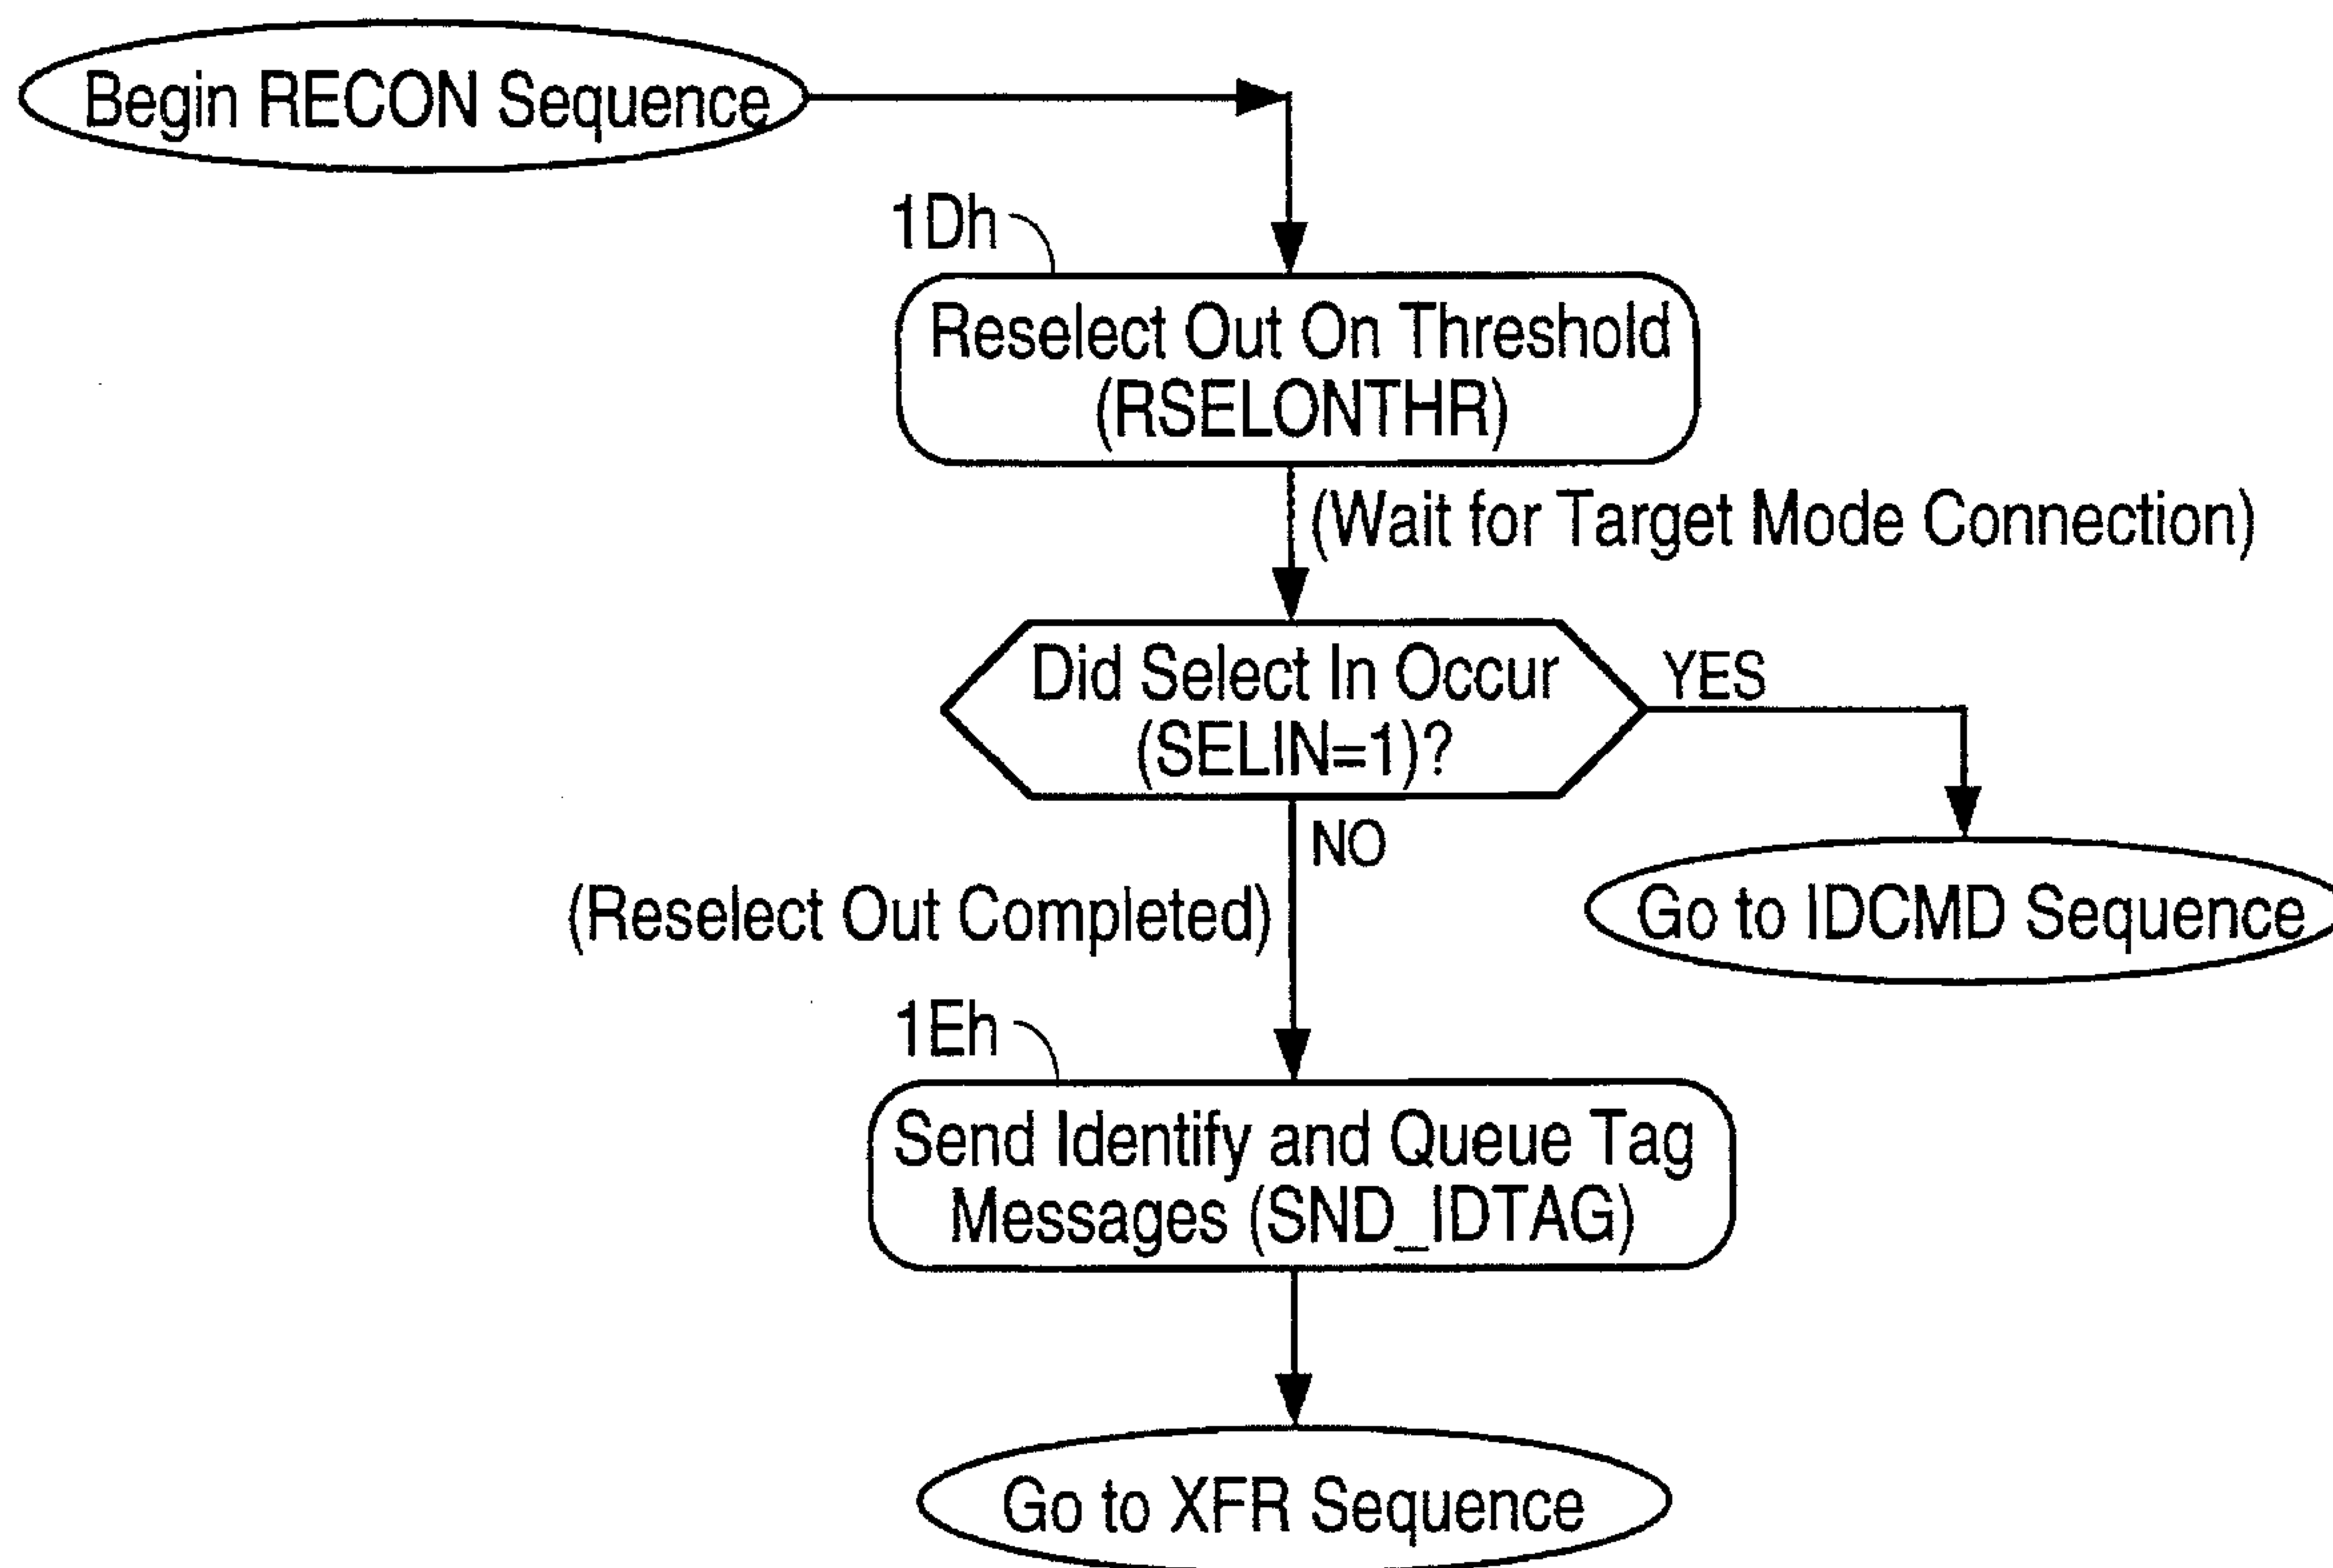 Begin RECON Sequence
1Dh
Reselect Out On Threshold
(RSELONTHR)
(Wait for Target Mode Connection)
Did Select In Occur
(SELIN=1)?
YES
NO
(Reselect Out Completed)
Go to IDCMD Sequence
1Eh
Send Identify and Queue Tag
Messages (SND_IDTAG)
Go to XFR Sequence